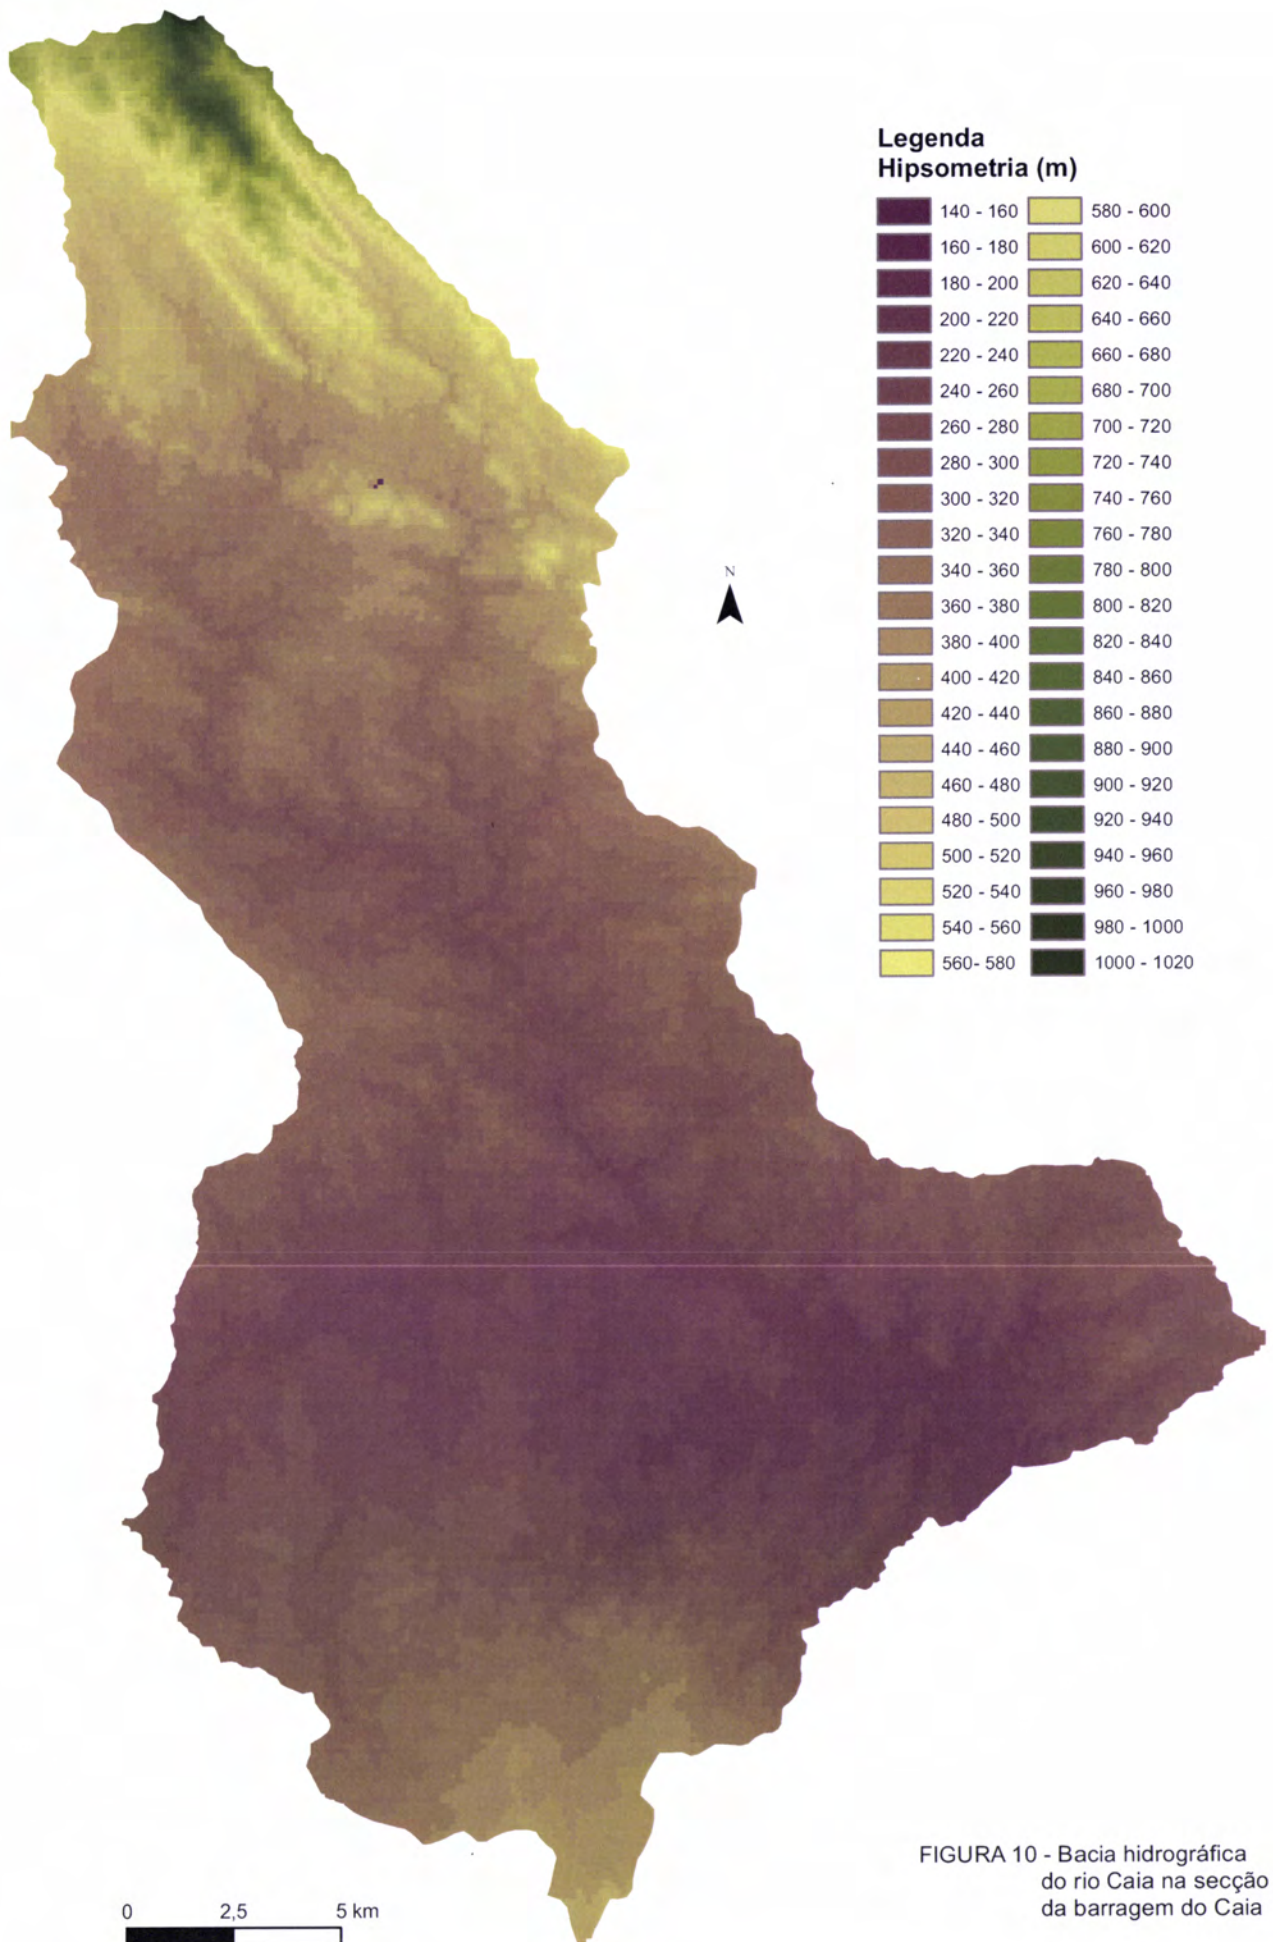 Legenda
Hipsometria (m)
140 - 160 580 - 600
160 - 180 600 - 620
180 - 200 620 - 640
200 - 220 640 - 660
220 - 240 660 - 680
240 - 260 680 - 700
260 - 280 700 - 720
280 - 300 720 - 740
300 - 320 740 - 760
320 - 340 760 - 780
340 - 360 780 - 800
360 - 380 800 - 820
380 - 400 820 - 840
400 - 420 840 - 860
420 - 440 860 - 880
440 - 460 880 - 900
460 - 480 900 - 920
480 - 500 920 - 940
500 - 520 940 - 960
520 - 540 960 - 980
540 - 560 980 - 1000
560- 580 1000 - 1020
N
FIGURA 10 - Bacia hidrográfica
do rio Caia na secção
da barragem do Caia
0 2,5 5 km